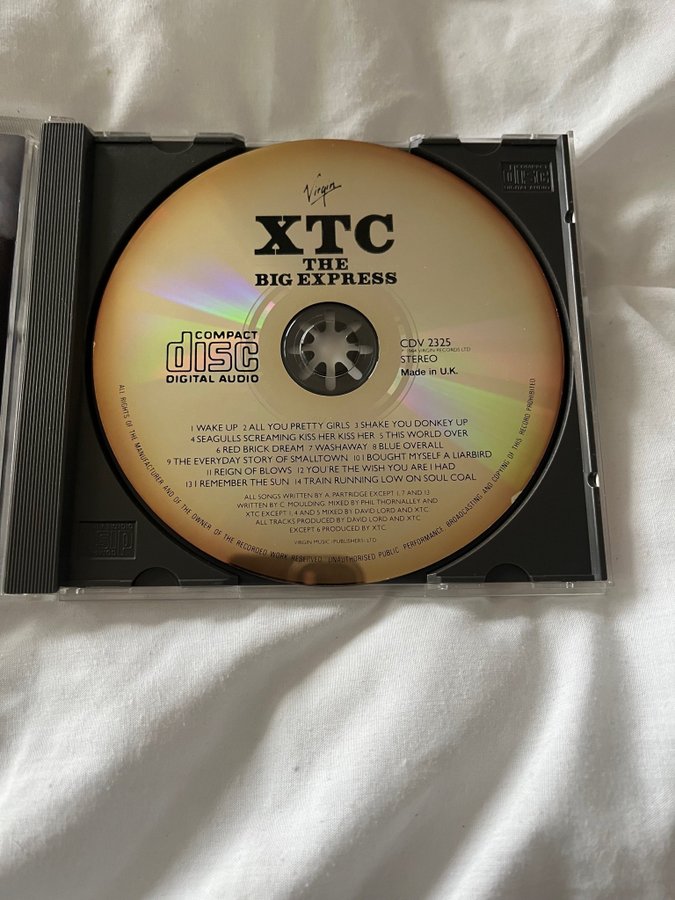 Virgin
XTC
THE
BIG EXPRESS
COMPACT
disc
DIGITAL AUDIO
CDV 2325
℗ 1984 VIRGIN RECORDS LTD
STEREO
Made in U.K.
1 WAKE UP 2 ALL YOU PRETTY GIRLS 3 SHAKE YOU DONKEY UP
4 SEAGULLS SCREAMING KISS HER KISS HER 5 THIS WORLD OVER
6 RED BRICK DREAM 7 WASHAWAY 8 BLUE OVERALL
9 THE EVERYDAY STORY OF SMALLTOWN 10 I BOUGHT MYSELF A LIARBIRD
11 REIGN OF BLOWS 12 YOU'RE THE WISH YOU ARE I HAD
13 I REMEMBER THE SUN 14 TRAIN RUNNING LOW ON SOUL COAL
ALL SONGS WRITTEN BY A. PARTRIDGE EXCEPT 1, 7 AND 13
WRITTEN BY C. MOULDING. MIXED BY PHIL THORNALLEY AND
XTC EXCEPT 1, 4 AND 5 MIXED BY DAVID LORD AND XTC
ALL TRACKS PRODUCED BY DAVID LORD AND XTC
EXCEPT 6 PRODUCED BY XTC
VIRGIN MUSIC (PUBLISHERS) LTD
ALL RIGHTS OF THE MANUFACTURER AND OF THE OWNER OF THE RECORDED WORK RESERVED. UNAUTHORISED PUBLIC PERFORMANCE, BROADCASTING AND COPYING OF THIS RECORD PROHIBITED
COMPACT
disc
DIGITAL AUDIO